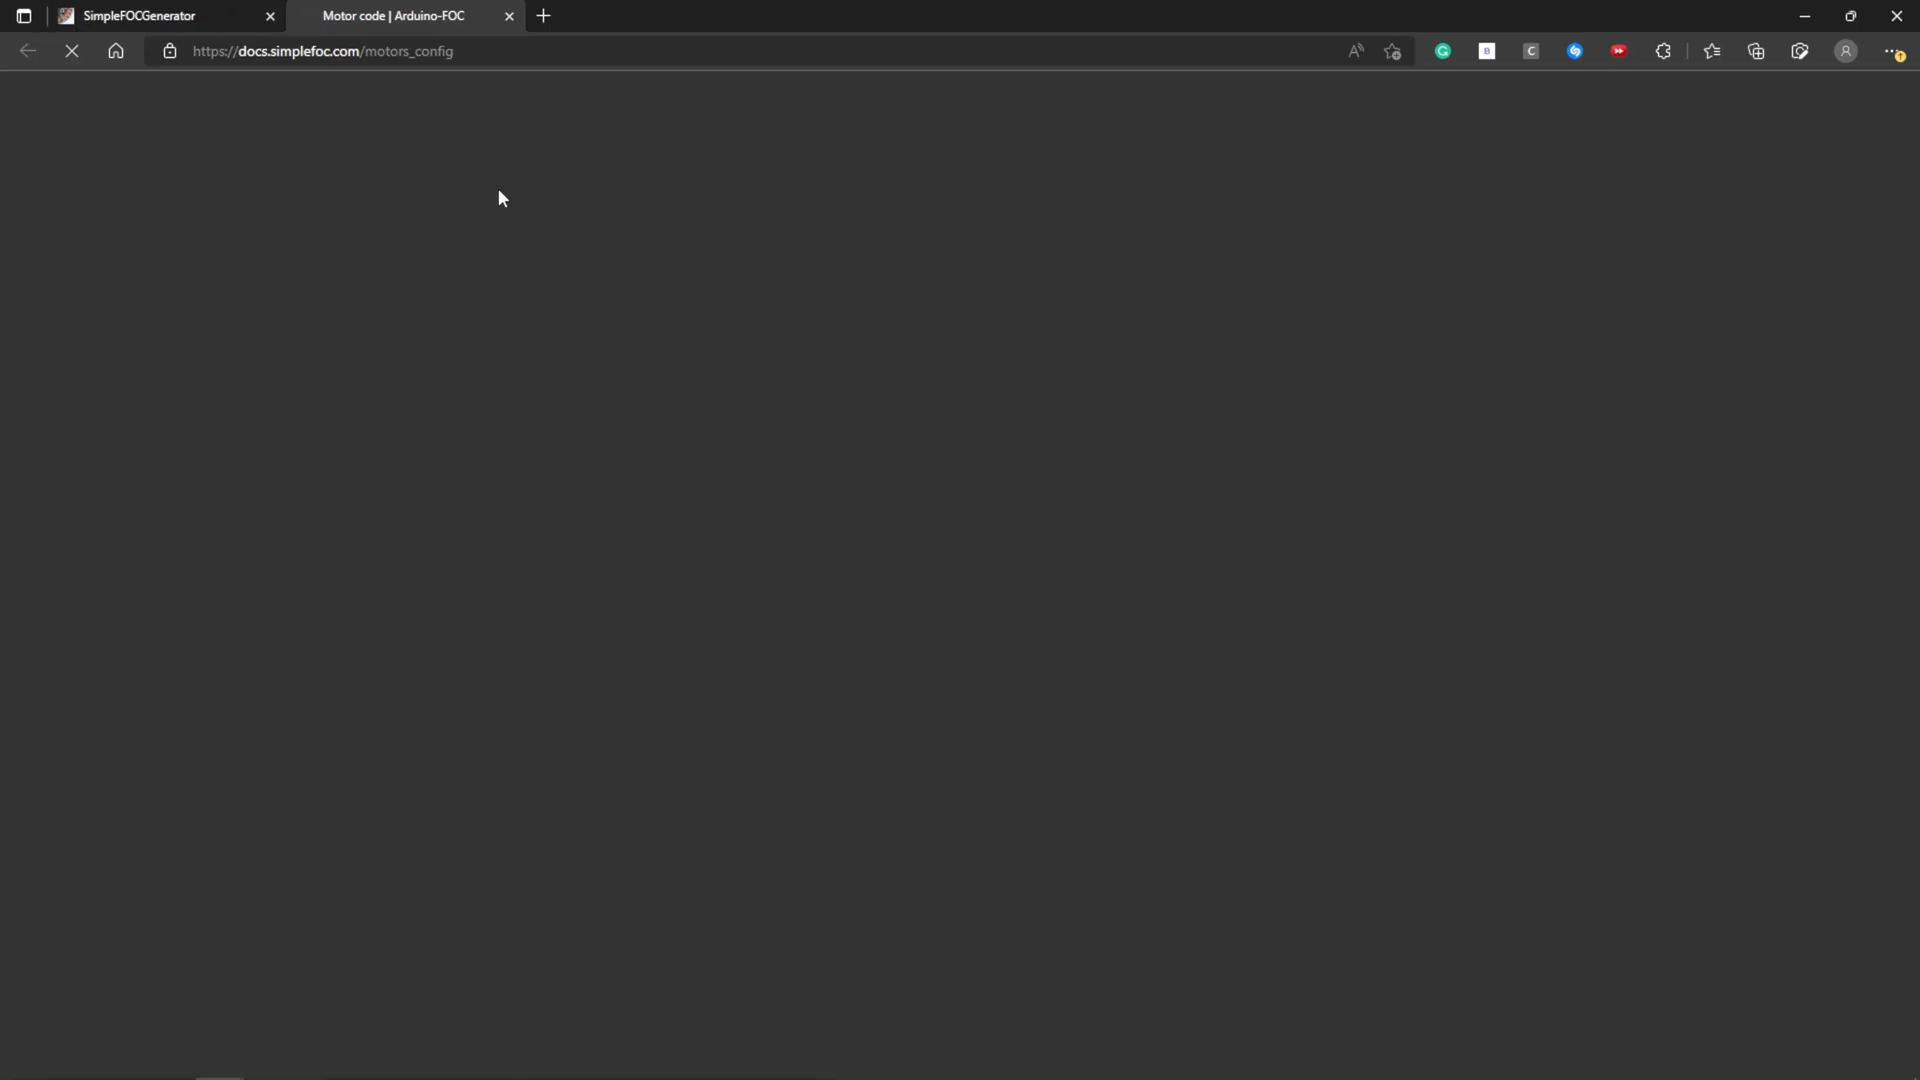 SimpleFOCGenerator
Motor code | Arduino-FOC
https://docs.simplefoc.com/motors_config
A
G
B
C